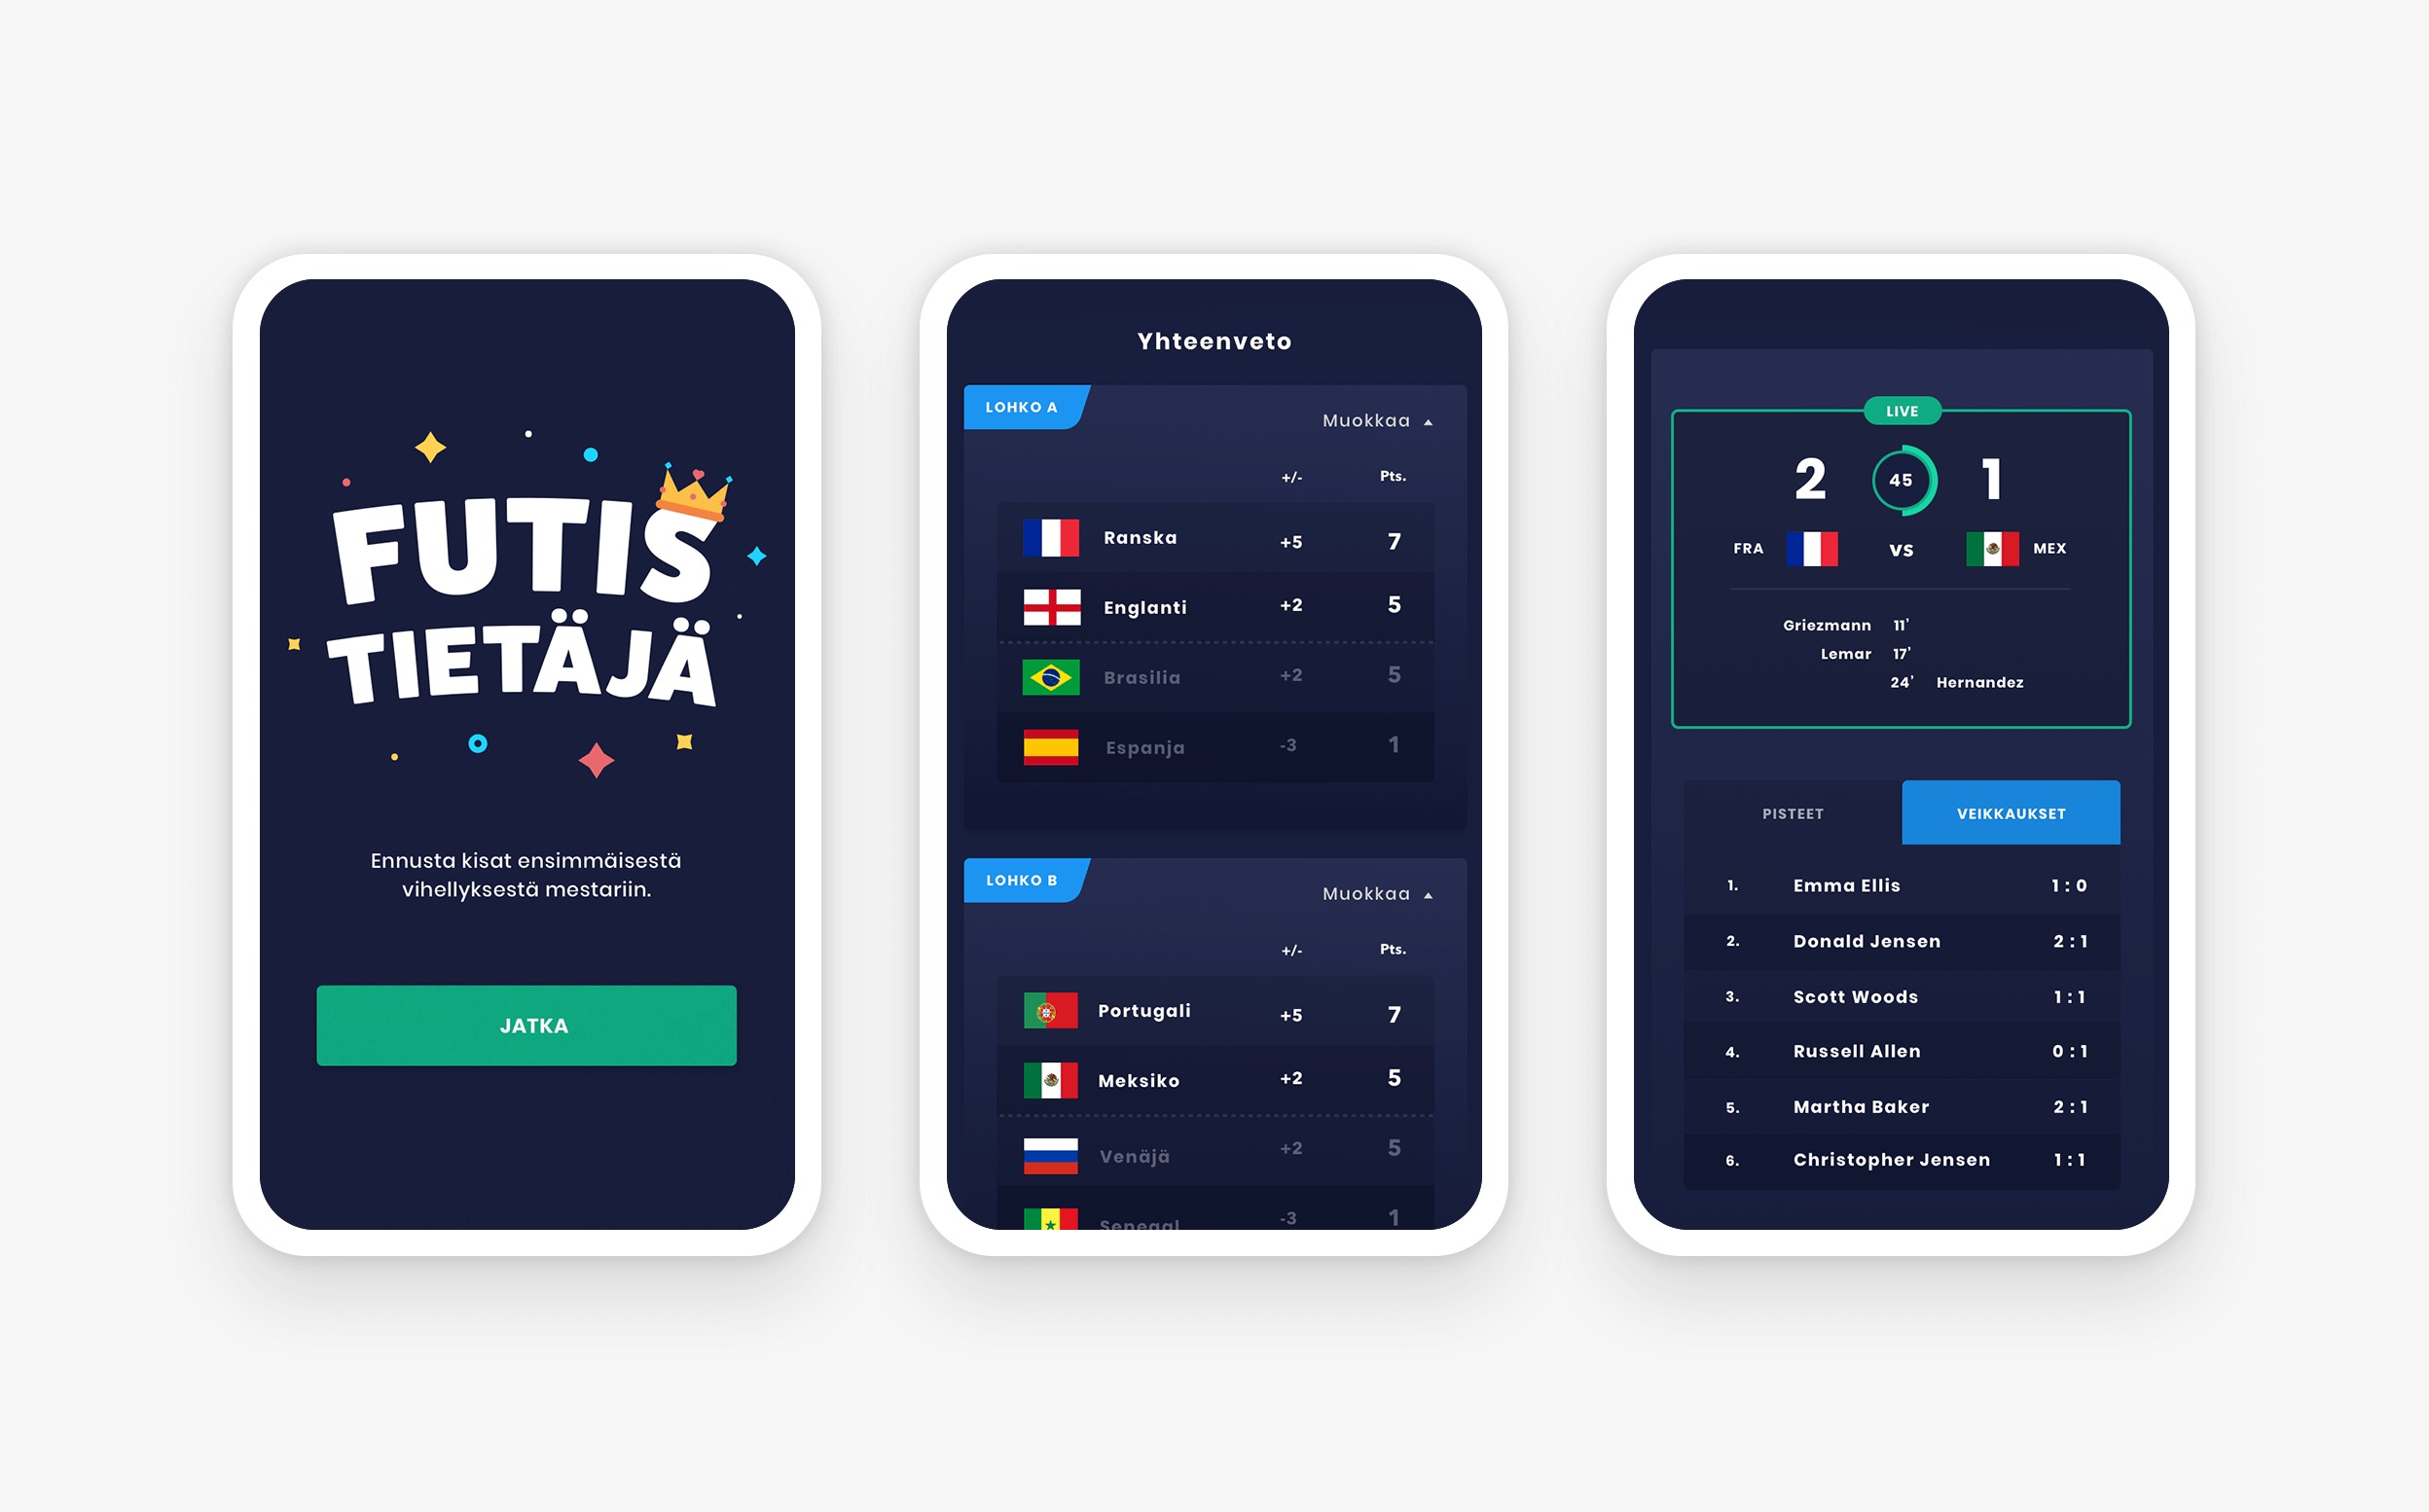 FUTIS
TIETÄJÄ
Ennusta kisat ensimmäisestä
vihellyksestä mestariin.
JATKA
Yhteenveto
LOHKO A
Muokkaa
+/- Pts.
Ranska +5 7
Englanti +2 5
Brasilia +2 5
Espanja -3 1
LOHKO B
Muokkaa
+/- Pts.
Portugali +5 7
Meksiko +2 5
Venäjä +2 5
Senegal -3 1
LIVE
2 45 1
FRA VS MEX
Griezmann 11’
Lemar 17’
24’ Hernandez
PISTEET VEIKKAUKSET
1. Emma Ellis 1 : 0
2. Donald Jensen 2 : 1
3. Scott Woods 1 : 1
4. Russell Allen 0 : 1
5. Martha Baker 2 : 1
6. Christopher Jensen 1 : 1